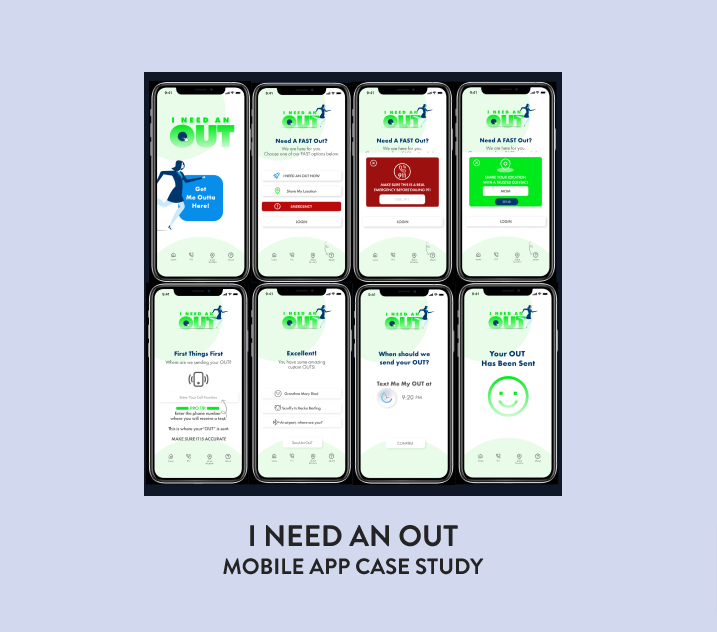 9:41
I NEED AN
OUT
Get
Me Outta
Here!
9:41
I NEED AN
OUT
Need A FAST Out?
We are here for you.
Choose one of our FAST options below
I NEED AN OUT NOW
Share My Location
EMERGENCY
LOGIN
9:41
I NEED AN
OUT
Need A FAST Out?
We are here for you.
911
MAKE SURE THIS IS A REAL
EMERGENCY BEFORE DIALING 911
LOGIN
9:41
I NEED AN
OUT
Need A FAST Out?
We are here for you.
SHARE YOUR LOCATION
WITH A TRUSTED CONTACT
MOM
LOGIN
9:41
I NEED AN
OUT
First Things First
Where are we sending your OUT?
Enter Your Cell Number
PRO TIP
Enter the phone number
where you will receive a text.
This is where your "OUT" is sent.
MAKE SURE IT IS ACCURATE
9:41
I NEED AN
OUT
Excellent!
You have some amazing
custom OUTS!
Grandma Mary Died
Scruffy Is Hacka Barfing
At airport where are you?
9:41
I NEED AN
OUT
When should we
send your OUT?
Text Me My OUT at
9:20 PM
CONFIRM
9:41
I NEED AN
OUT
Your OUT
Has Been Sent
I NEED AN OUT
MOBILE APP CASE STUDY